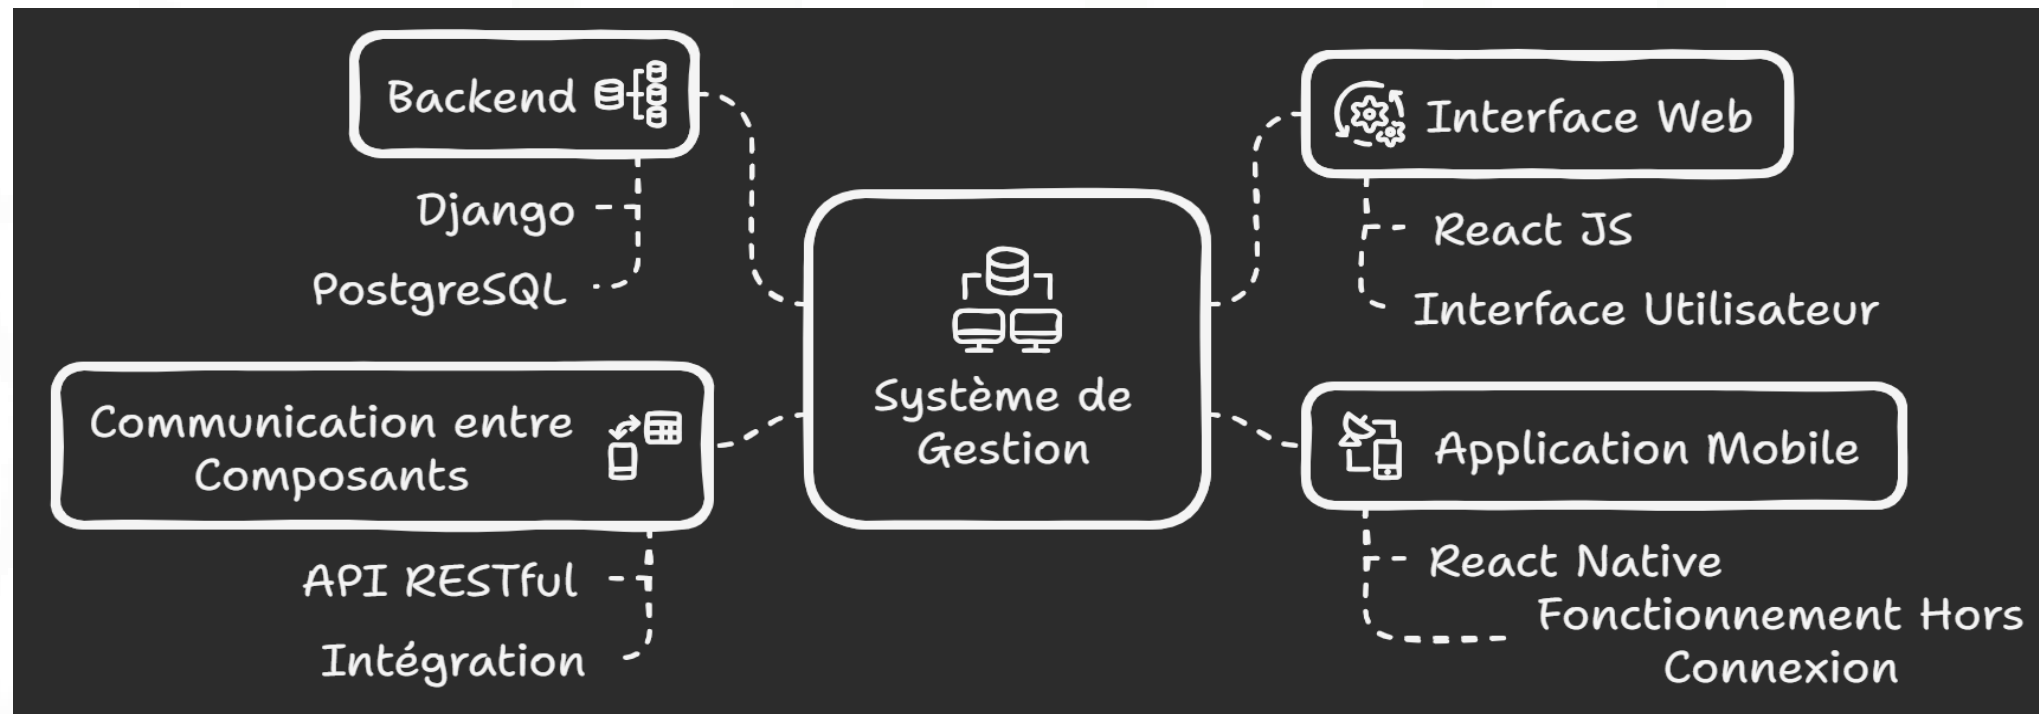 Backend
Django
PostgreSQL
Communication entre
Composants
API RESTful
Intégration
Système de
Gestion
Interface Web
React JS
Interface Utilisateur
Application Mobile
React Native
Fonctionnement Hors
Connexion